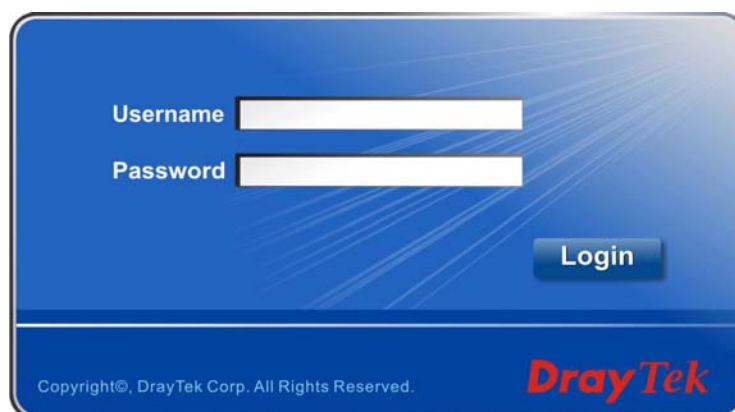 Username
Password
Login
Copyright©, DrayTek Corp. All Rights Reserved.
DrayTek